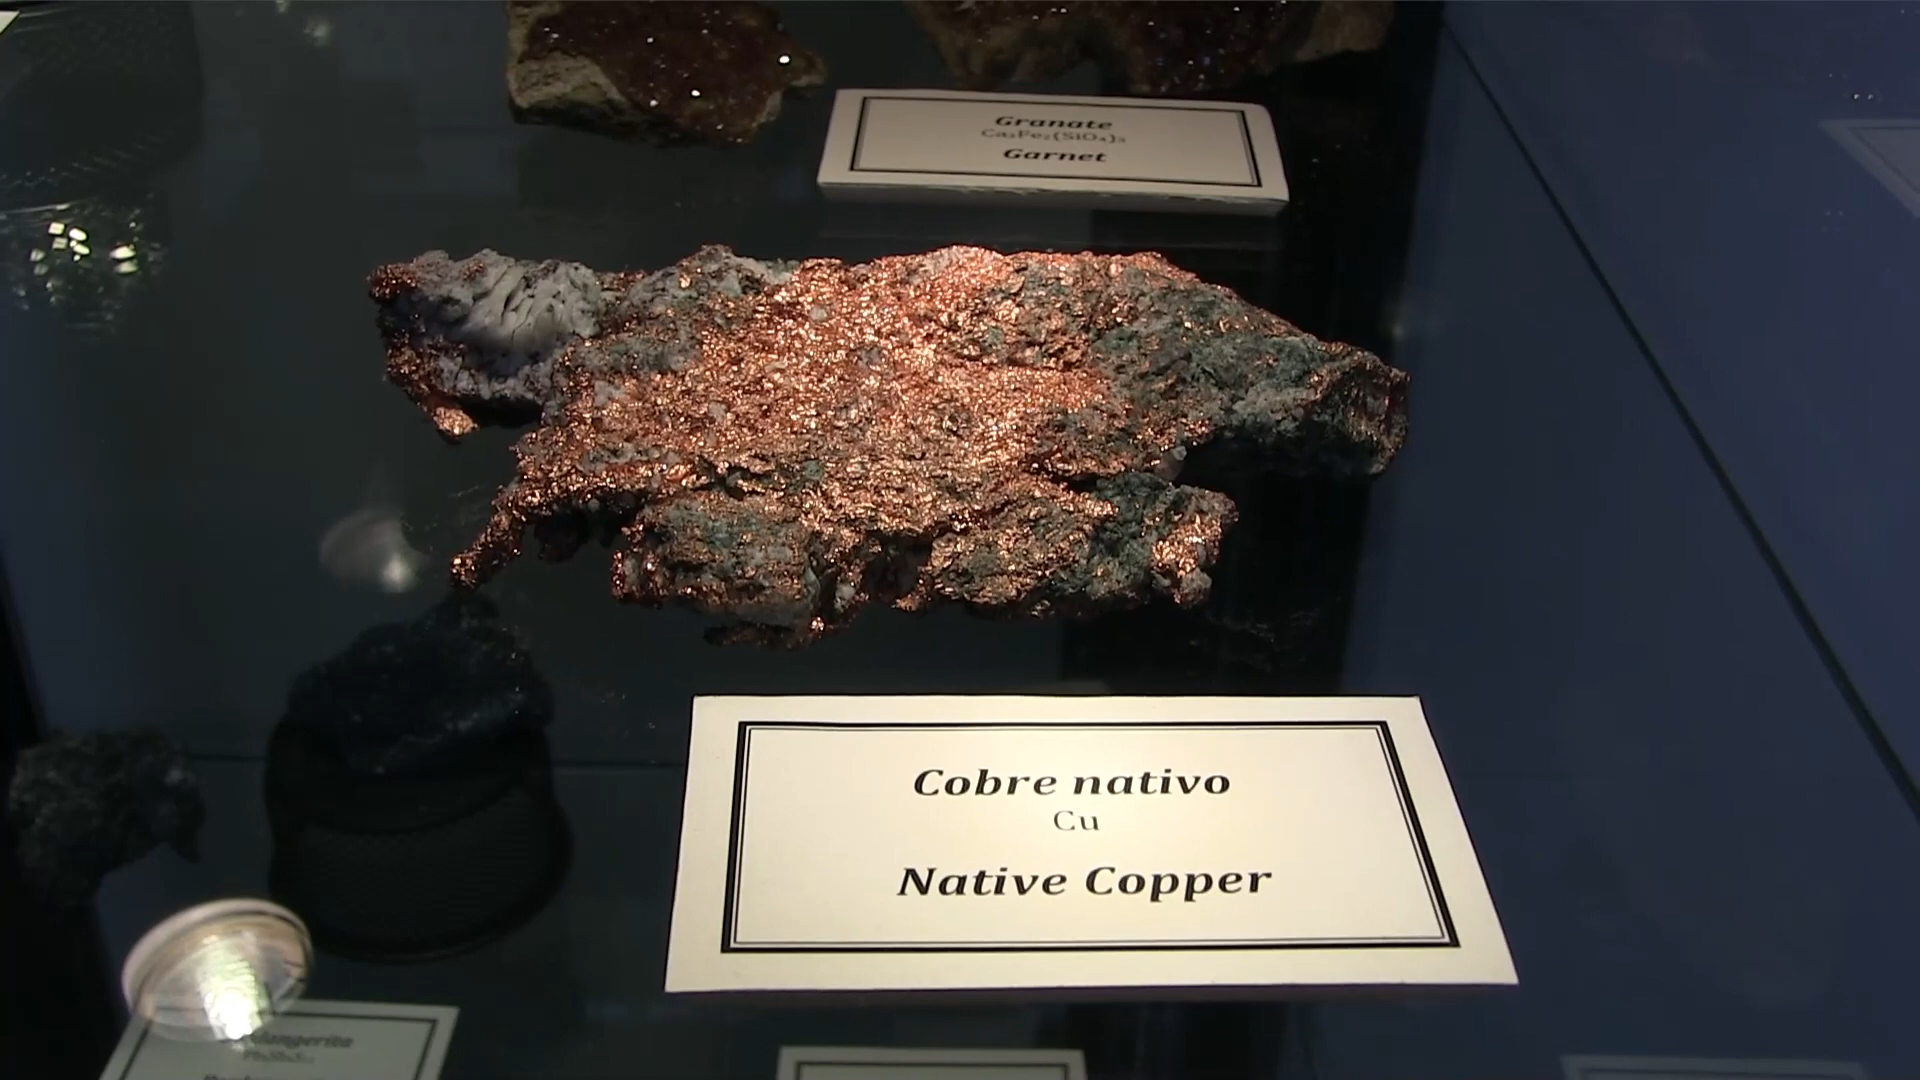 Granate
Ca₃Fe₂(SiO₄)₃
Garnet
Cobre nativo
Cu
Native Copper